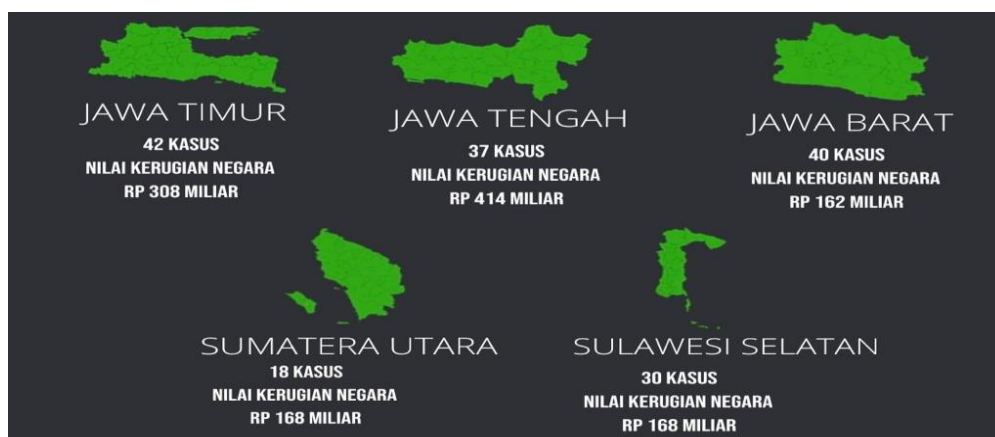 JAWA TIMUR
42 KASUS
NILAI KERUGIAN NEGARA
RP 308 MILIAR
JAWA TENGAH
37 KASUS
NILAI KERUGIAN NEGARA
RP 414 MILIAR
JAWA BARAT
40 KASUS
NILAI KERUGIAN NEGARA
RP 162 MILIAR
SUMATERA UTARA
18 KASUS
NILAI KERUGIAN NEGARA
RP 168 MILIAR
SULAWESI SELATAN
30 KASUS
NILAI KERUGIAN NEGARA
RP 168 MILIAR